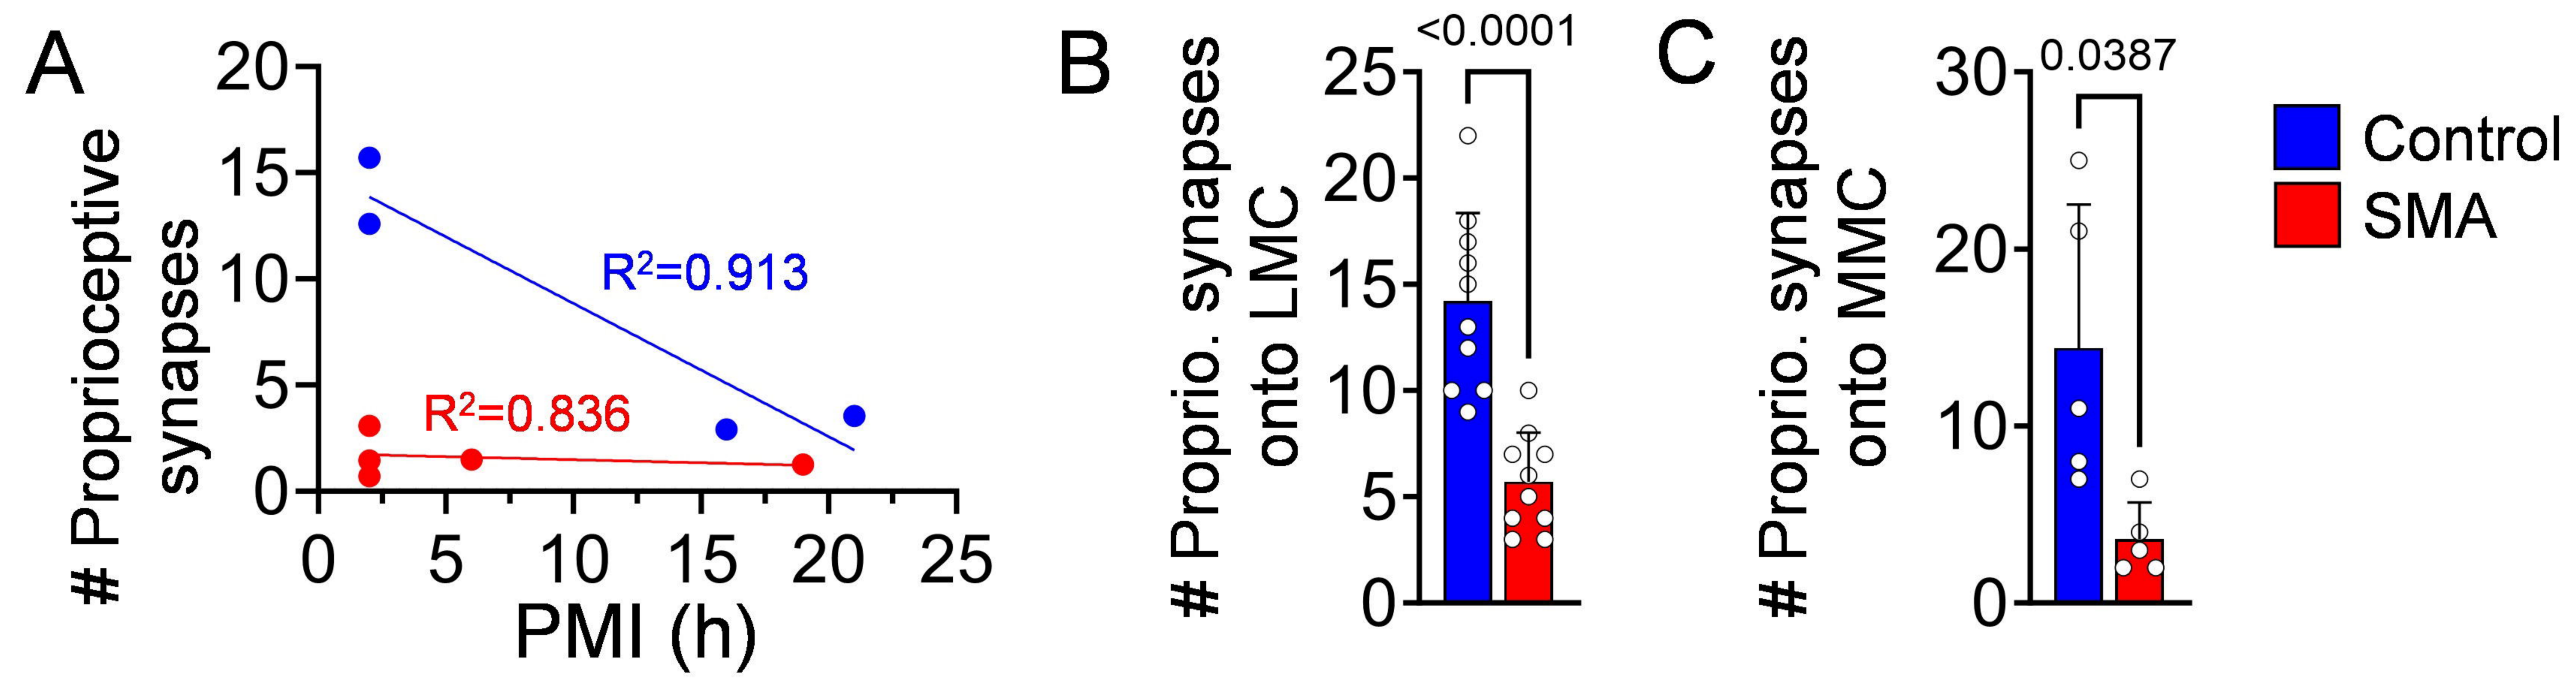 A
# Proprioceptive
synapses
20
15
10
5
0
R²=0.913
R²=0.836
0 5 10 15 20 25
PMI (h)
B
# Proprio. synapses
onto LMC
<0.0001
25
20
15
10
5
0
C
# Proprio. synapses
onto MMC
0.0387
30
20
10
0
Control
SMA